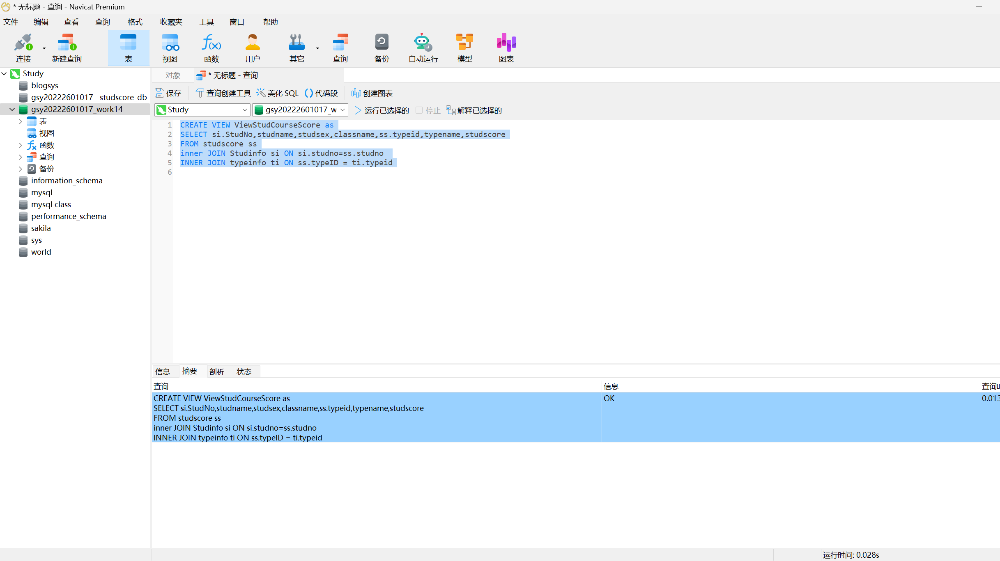 * 无标题 - 查询 - Navicat Premium
文件 编辑 查看 查询 格式 收藏夹 工具 窗口 帮助
连接 新建查询 表 视图 函数 用户 其它 查询 备份 自动运行 模型 图表
Study
blogsys
gsy20222601017__studscore_db
gsy20222601017_work14
表
视图
函数
查询
备份
information_schema
mysql
mysql class
performance_schema
sakila
sys
world
对象 * 无标题 - 查询
保存 查询创建工具 美化 SQL 代码段 创建图表
Study gsy20222601017_w 运行已选择的 停止 解释已选择的
1 CREATE VIEW ViewStudCourseScore as
2 SELECT si.StudNo,studname,studsex,classname,ss.typeid,typename,studscore
3 FROM studscore ss
4 inner JOIN Studinfo si ON si.studno=ss.studno
5 INNER JOIN typeinfo ti ON ss.typeID = ti.typeid
6
信息 摘要 剖析 状态
查询 信息 查询时
CREATE VIEW ViewStudCourseScore as OK 0.013
SELECT si.StudNo,studname,studsex,classname,ss.typeid,typename,studscore
FROM studscore ss
inner JOIN Studinfo si ON si.studno=ss.studno
INNER JOIN typeinfo ti ON ss.typeID = ti.typeid
运行时间: 0.028s